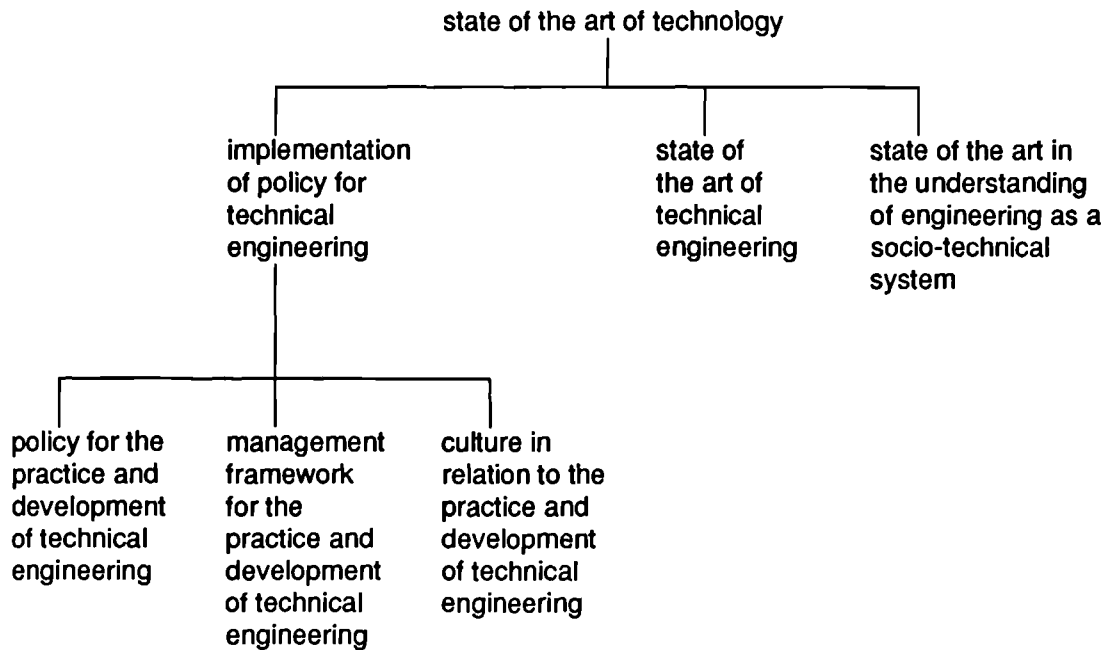 state of the art of technology
implementation
of policy for
technical
engineering
state of
the art of
technical
engineering
state of the art in
the understanding
of engineering as a
socio-technical
system
policy for the
practice and
development
of technical
engineering
management
framework
for the
practice and
development
of technical
engineering
culture in
relation to the
practice and
development
of technical
engineering